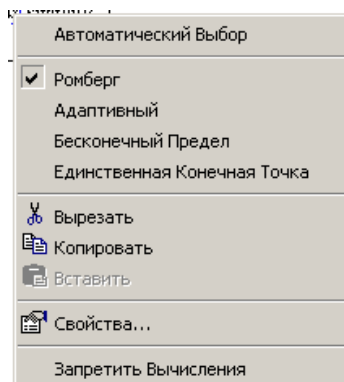 Автоматический Выбор
Ромберг
Адаптивный
Бесконечный Предел
Единственная Конечная Точка
Вырезать
Копировать
Вставить
Свойства...
Запретить Вычисления